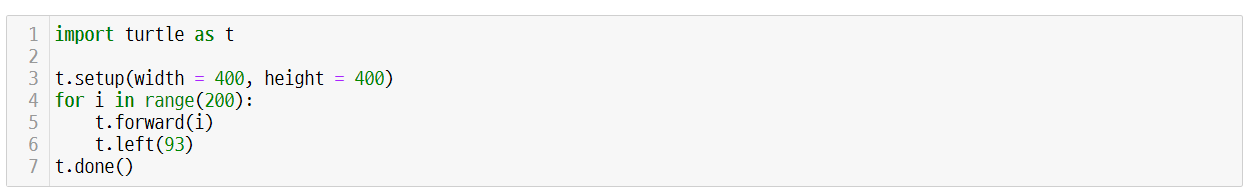 1 import turtle as t
2
3 t.setup(width = 400, height = 400)
4 for i in range(200):
5     t.forward(i)
6     t.left(93)
7 t.done()